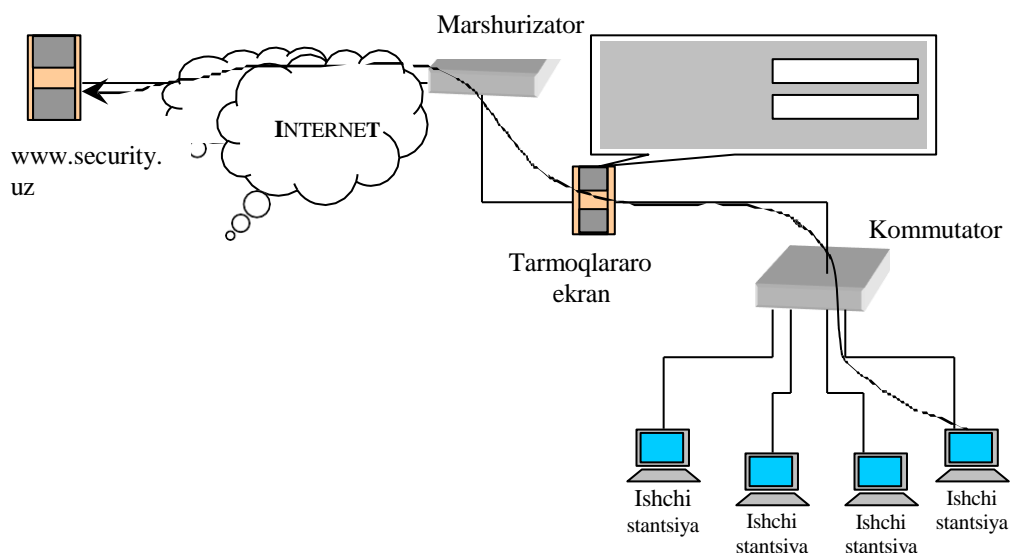 Marshurizator
INTERNET
www.security.
uz
Kommutator
Tarmoqlararo
ekran
Ishchi
stantsiya
Ishchi
stantsiya
Ishchi
stantsiya
Ishchi
stantsiya